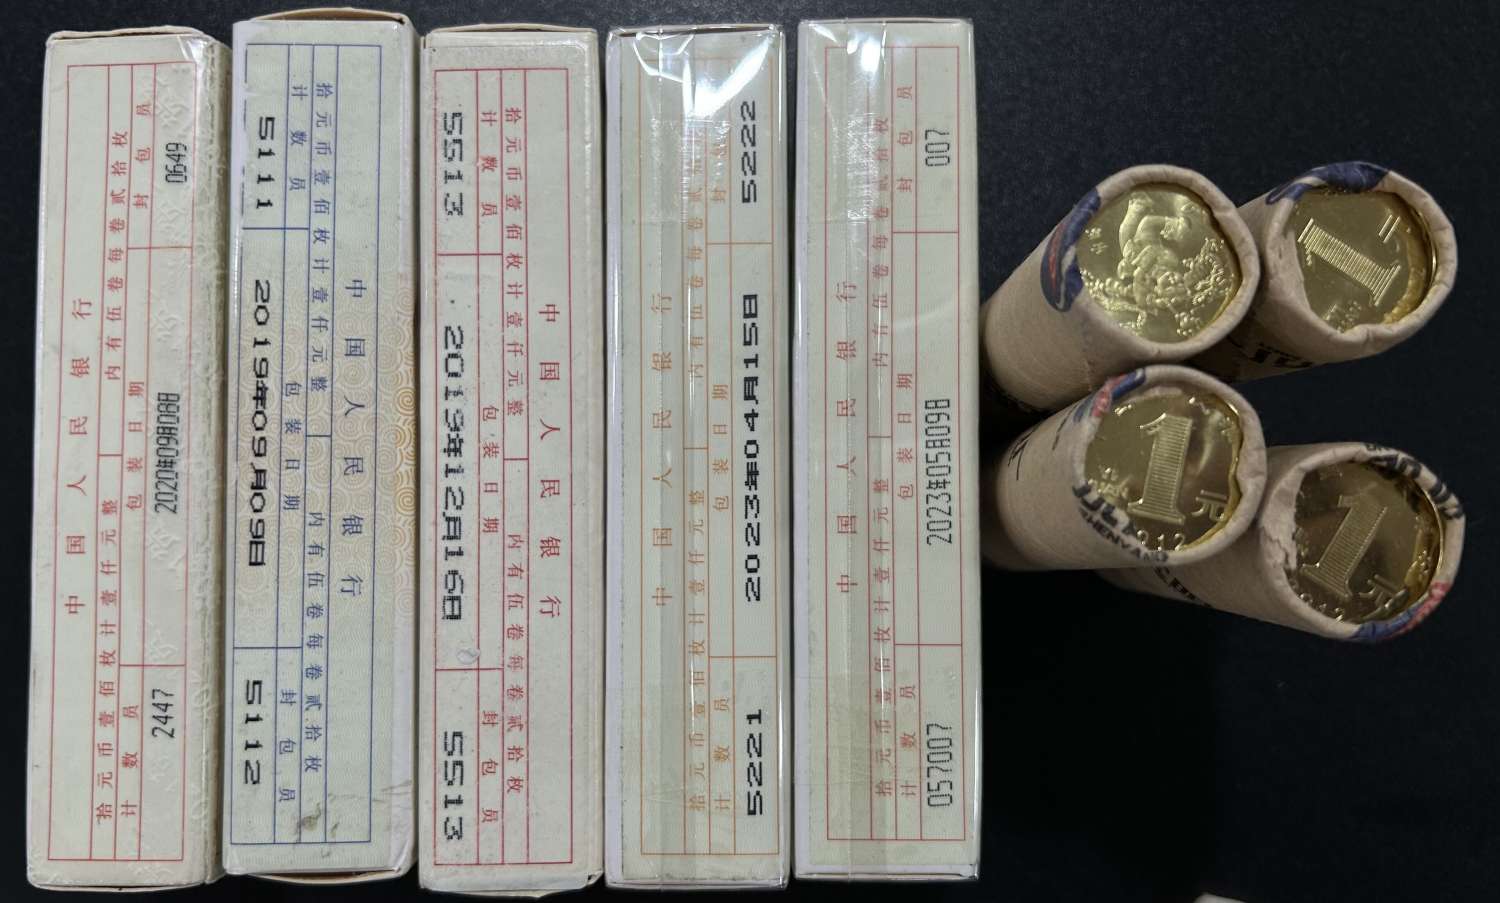 中国人民银行
拾元币壹佰枚计壹仟元整 内有伍卷每卷贰拾枚
计数员 包装日期 封包员
2447 2020年09月08日 0649
中国人民银行
拾元币壹佰枚计壹仟元整 内有伍卷每卷贰拾枚
计数员 包装日期 封包员
5111 2019年09月09日 5112
中国人民银行
拾元币壹佰枚计壹仟元整 内有伍卷每卷贰拾枚
计数员 包装日期 封包员
5513 2019年12月16日 5513
中国人民银行
拾元币壹佰枚计壹仟元整 内有伍卷每卷贰拾枚
计数员 包装日期 封
5221 2023年04月15日 5222
中国人民银行
拾元币壹佰枚计壹仟元整 内有伍卷每卷贰拾枚
计数员 包装日期 封包员
057007 2023年05月09日 007
1
1元
SHENYANG
1元